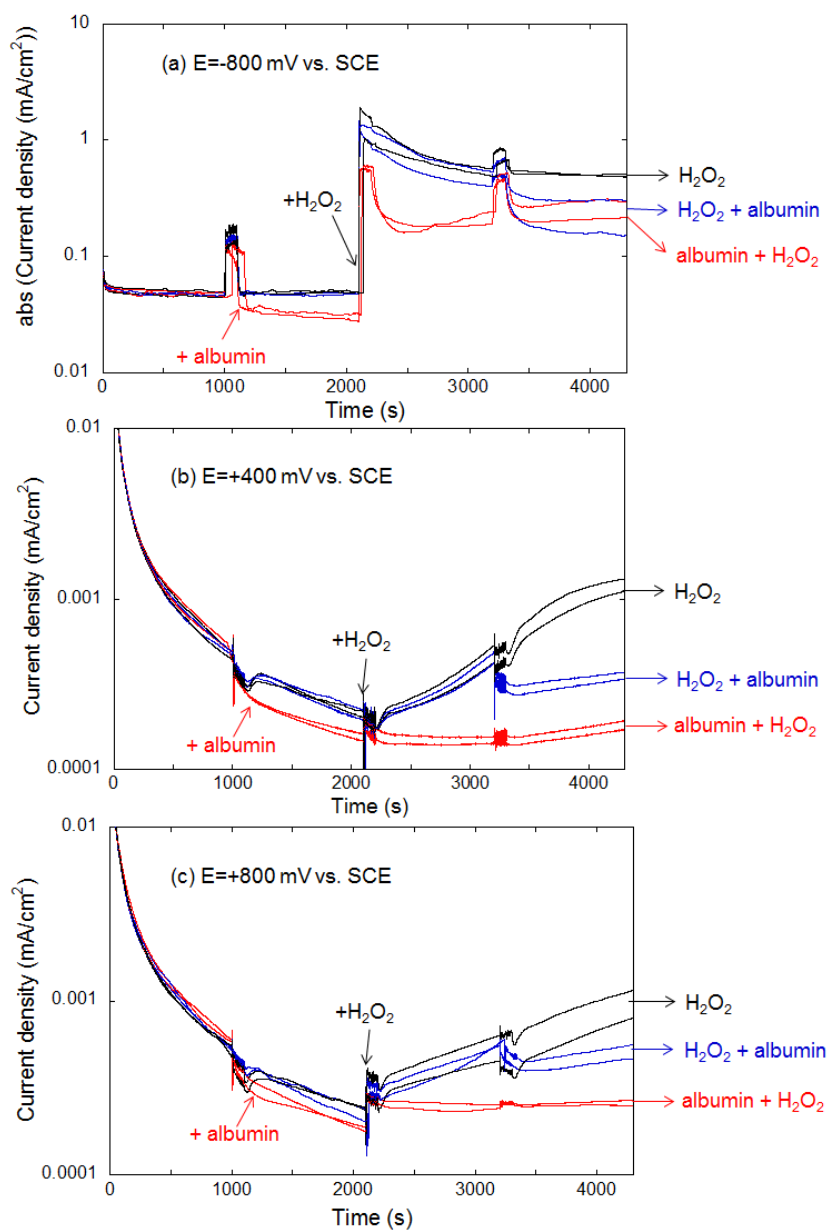 (a) E=-800 mV vs. SCE
abs (Current density (mA/cm²))
10
1
0.1
0.01
+H₂O₂
+ albumin
H₂O₂
H₂O₂ + albumin
albumin + H₂O₂
0 1000 2000 3000 4000
Time (s)
(b) E=+400 mV vs. SCE
Current density (mA/cm²)
0.01
0.001
0.0001
+H₂O₂
+ albumin
H₂O₂
H₂O₂ + albumin
albumin + H₂O₂
0 1000 2000 3000 4000
Time (s)
(c) E=+800 mV vs. SCE
Current density (mA/cm²)
0.01
0.001
0.0001
+H₂O₂
+ albumin
H₂O₂
H₂O₂ + albumin
albumin + H₂O₂
0 1000 2000 3000 4000
Time (s)